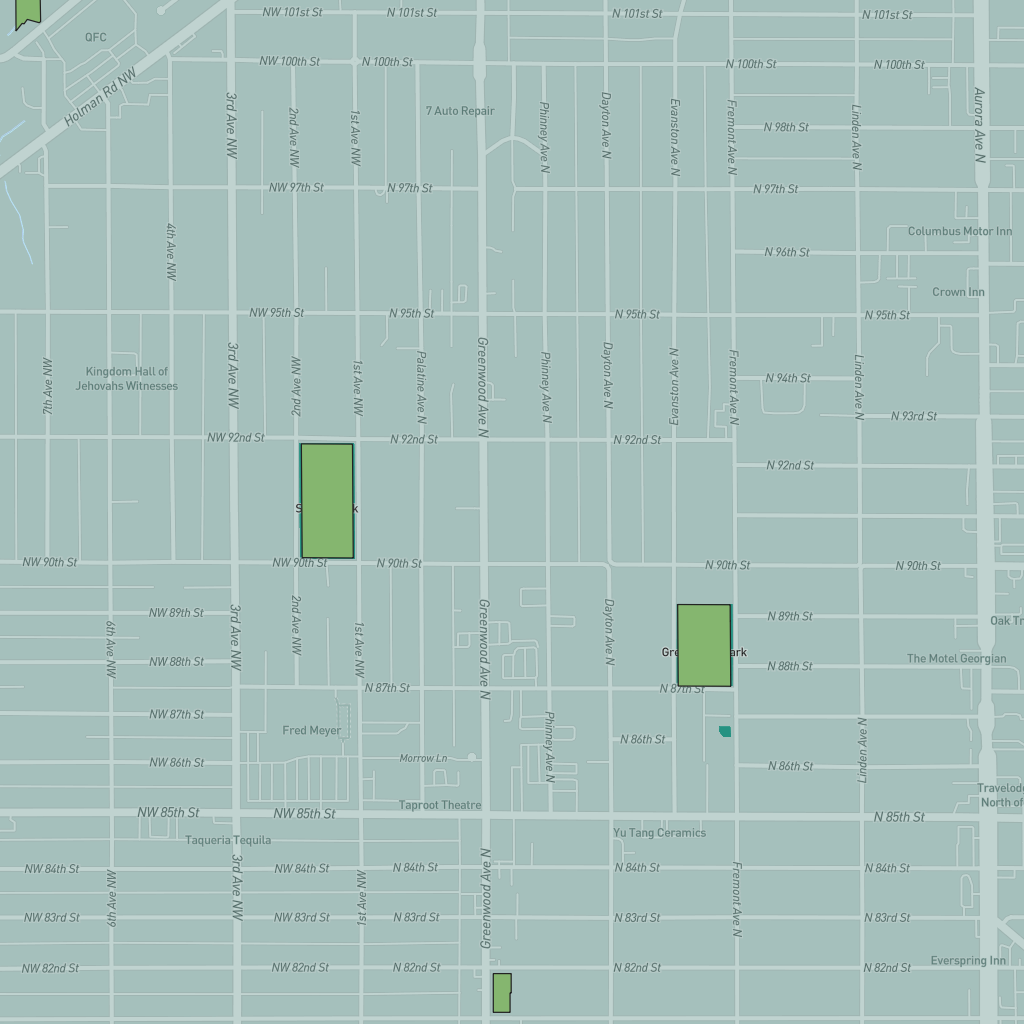 NW 101st St
N 101st St
N 101st St
N 101st St
QFC
NW 100th St
N 100th St
N 100th St
N 100th St
Holman Rd NW
3rd Ave NW
2nd Ave NW
1st Ave NW
7 Auto Repair
Phinney Ave N
Dayton Ave N
Evanston Ave N
Fremont Ave N
Linden Ave N
Aurora Ave N
N 98th St
NW 97th St
N 97th St
N 97th St
4th Ave NW
Columbus Motor Inn
N 96th St
Crown Inn
NW 95th St
N 95th St
N 95th St
N 95th St
7th Ave NW
Kingdom Hall of
Jehovahs Witnesses
3rd Ave NW
2nd Ave NW
1st Ave NW
Palatine Ave N
Greenwood Ave N
Phinney Ave N
Dayton Ave N
Evanston Ave N
Fremont Ave N
Linden Ave N
N 94th St
N 93rd St
NW 92nd St
N 92nd St
N 92nd St
N 92nd St
NW 90th St
NW 90th St
N 90th St
N 90th St
N 90th St
NW 89th St
N 89th St
6th Ave NW
3rd Ave NW
2nd Ave NW
1st Ave NW
Greenwood Ave N
Dayton Ave N
NW 88th St
N 88th St
The Motel Georgian
N 87th St
N 87th St
NW 87th St
Fred Meyer
Phinney Ave N
N 86th St
Linden Ave N
NW 86th St
Morrow Ln
N 86th St
Taproot Theatre
North of
NW 85th St
NW 85th St
N 85th St
Taqueria Tequila
Yu Tang Ceramics
NW 84th St
NW 84th St
N 84th St
N 84th St
N 84th St
6th Ave NW
3rd Ave NW
1st Ave NW
Greenwood Ave N
Fremont Ave N
NW 83rd St
NW 83rd St
N 83rd St
N 83rd St
N 83rd St
Everspring Inn
NW 82nd St
NW 82nd St
N 82nd St
N 82nd St
N 82nd St